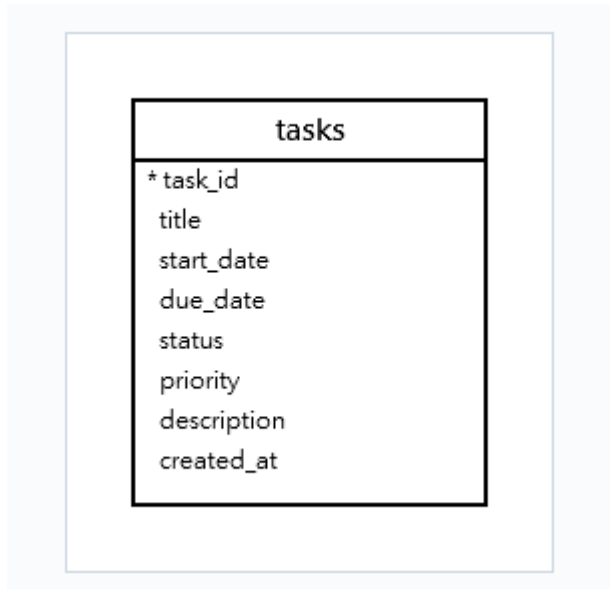 tasks
* task_id
title
start_date
due_date
status
priority
description
created_at